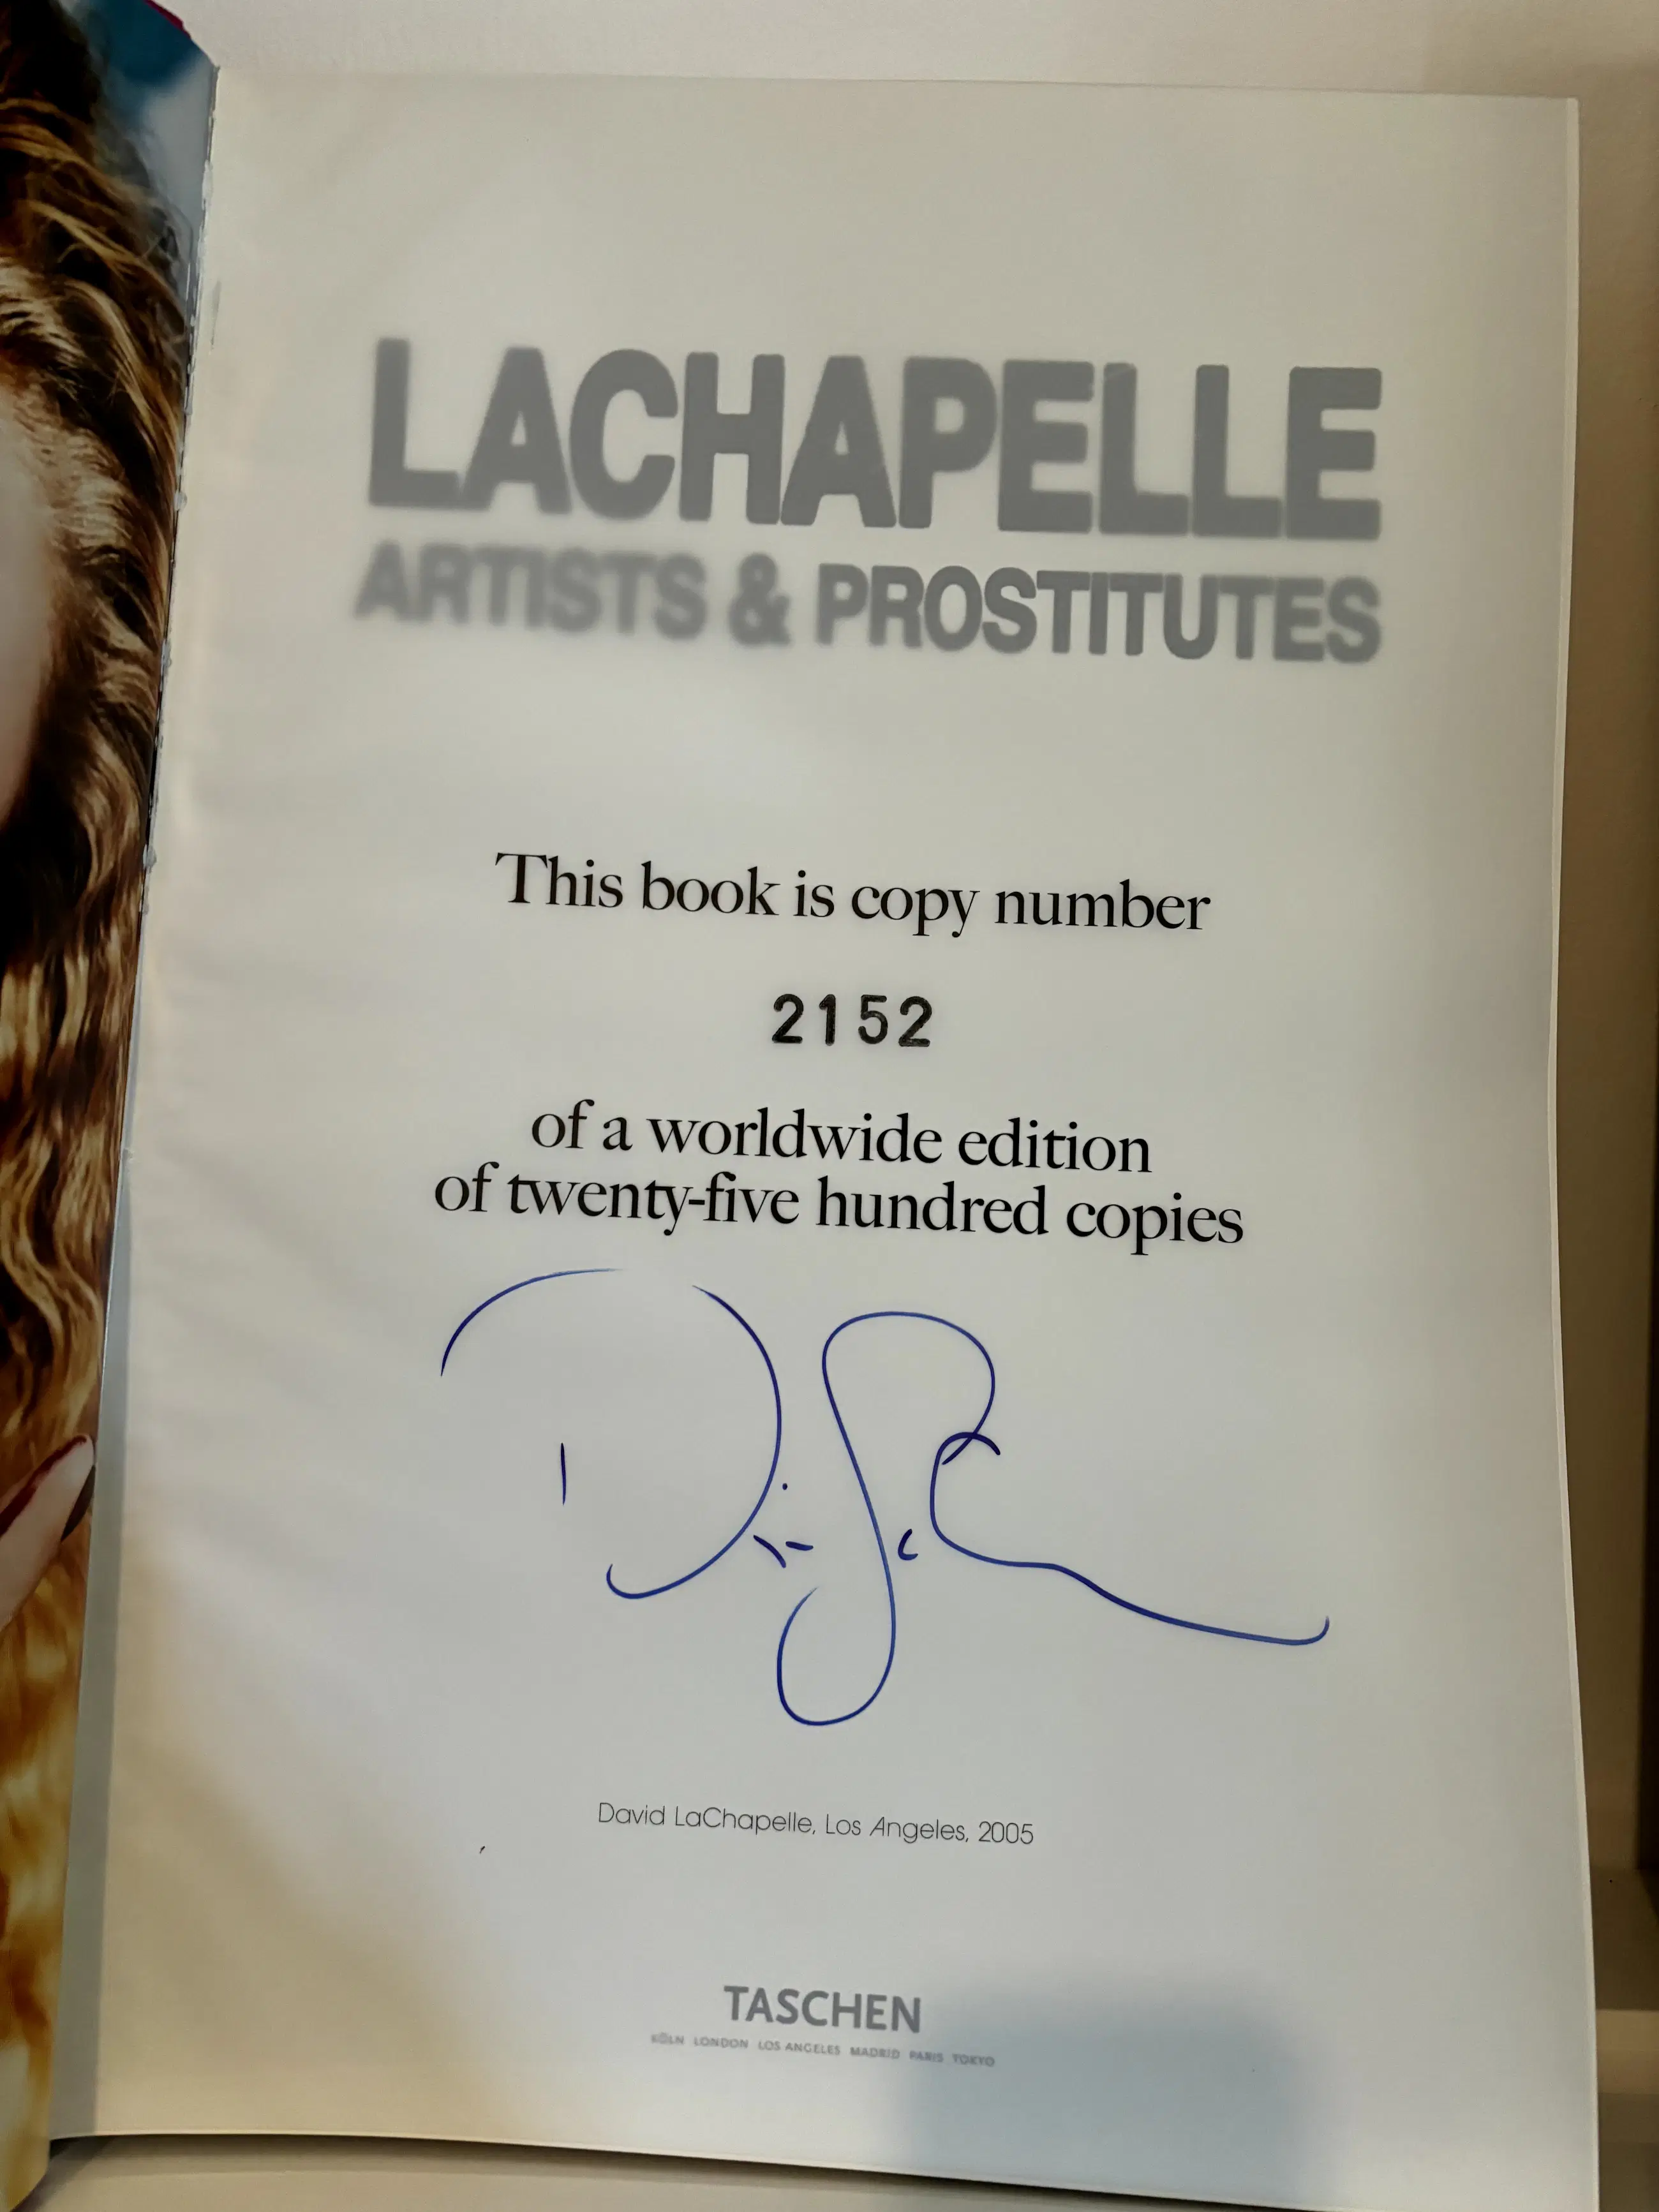 LACHAPELLE
ARTISTS & PROSTITUTES
This book is copy number
2152
of a worldwide edition
of twenty-five hundred copies
David LaChapelle, Los Angeles, 2005
TASCHEN
KÖLN LONDON LOS ANGELES MADRID PARIS TOKYO